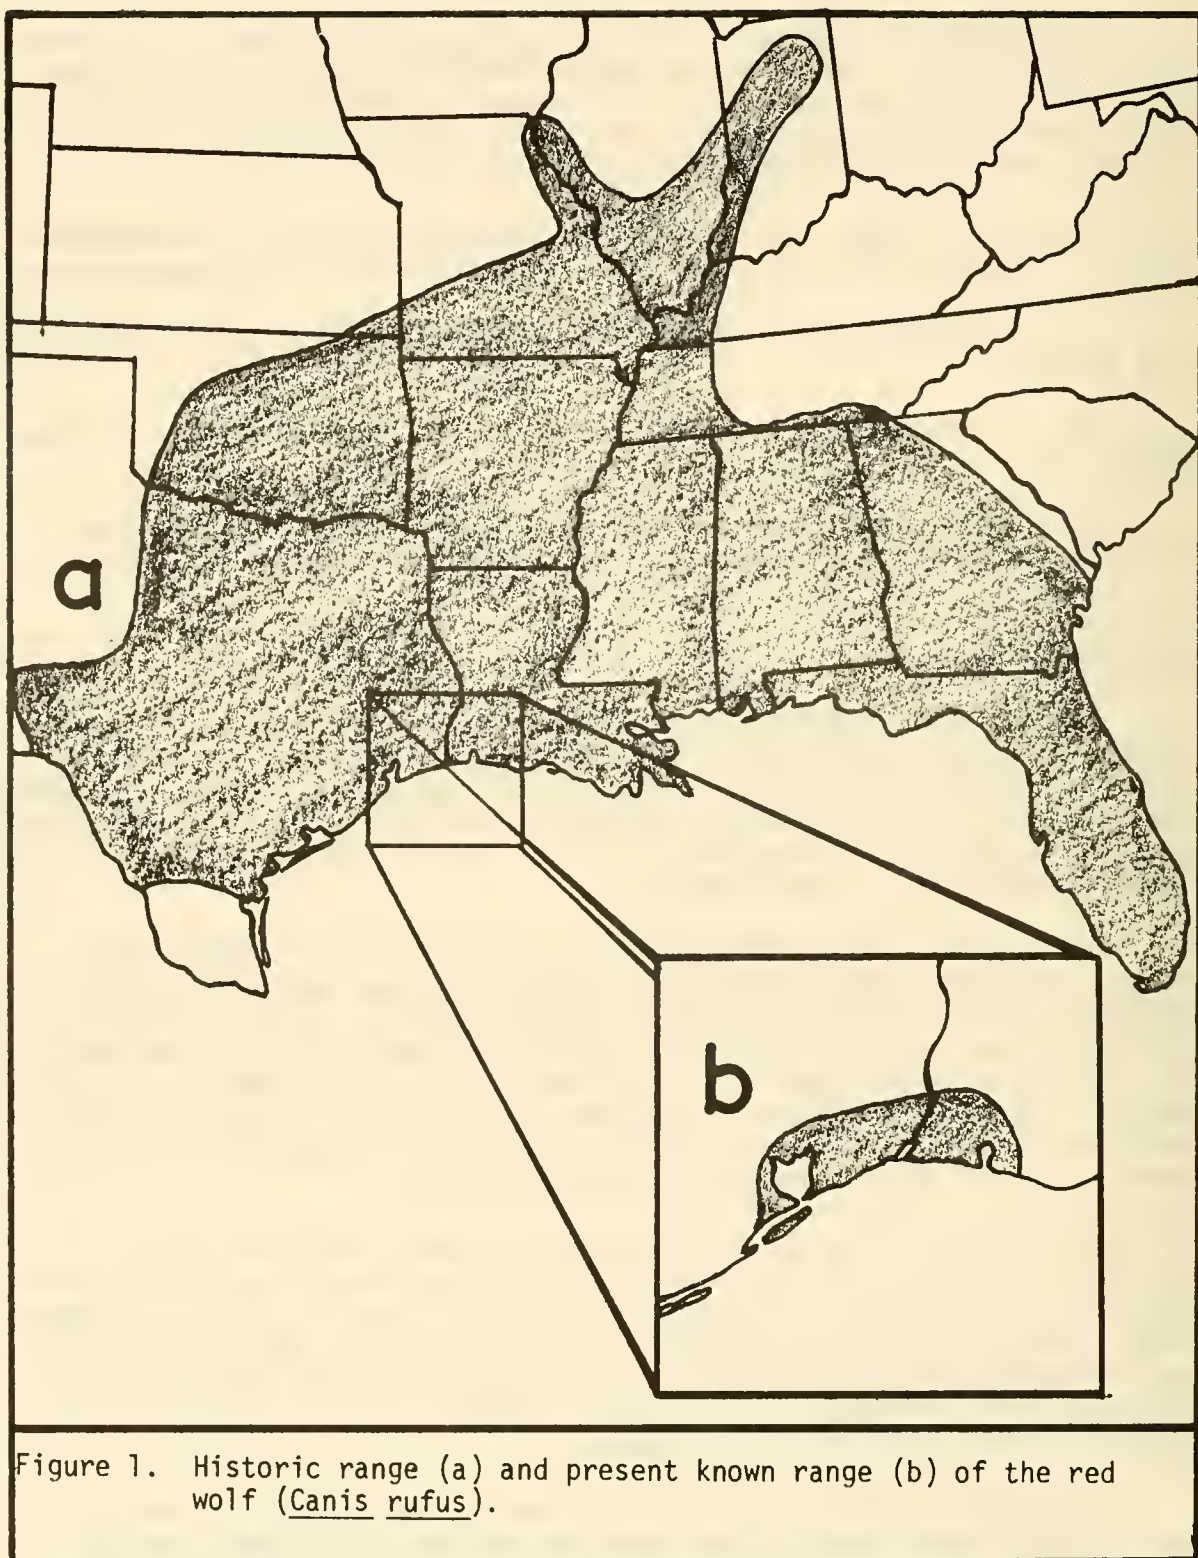 a
b
Figure 1. Historic range (a) and present known range (b) of the red
wolf (Canis rufus).